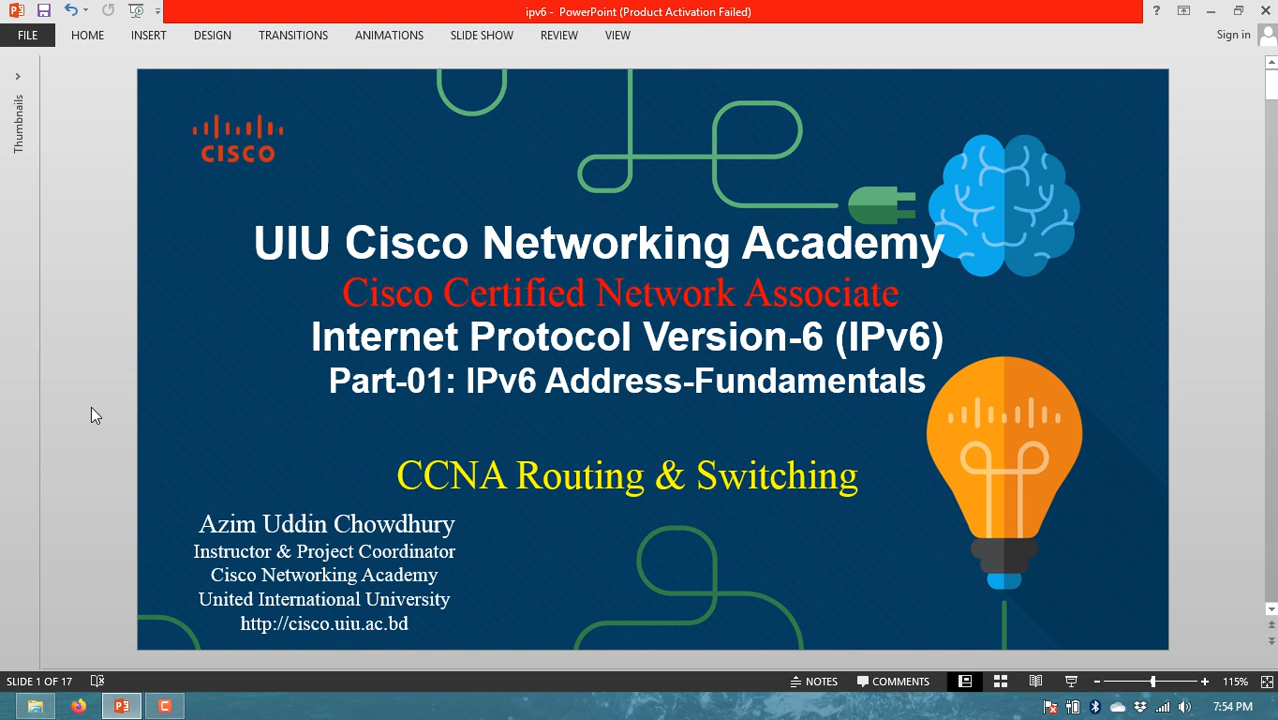 ipv6 - PowerPoint (Product Activation Failed)
FILE HOME INSERT DESIGN TRANSITIONS ANIMATIONS SLIDE SHOW REVIEW VIEW
Sign in
Thumbnails
CISCO
UIU Cisco Networking Academy
Cisco Certified Network Associate
Internet Protocol Version-6 (IPv6)
Part-01: IPv6 Address-Fundamentals
CCNA Routing & Switching
Azim Uddin Chowdhury
Instructor & Project Coordinator
Cisco Networking Academy
United International University
http://cisco.uiu.ac.bd
SLIDE 1 OF 17 NOTES COMMENTS 115%
7:54 PM